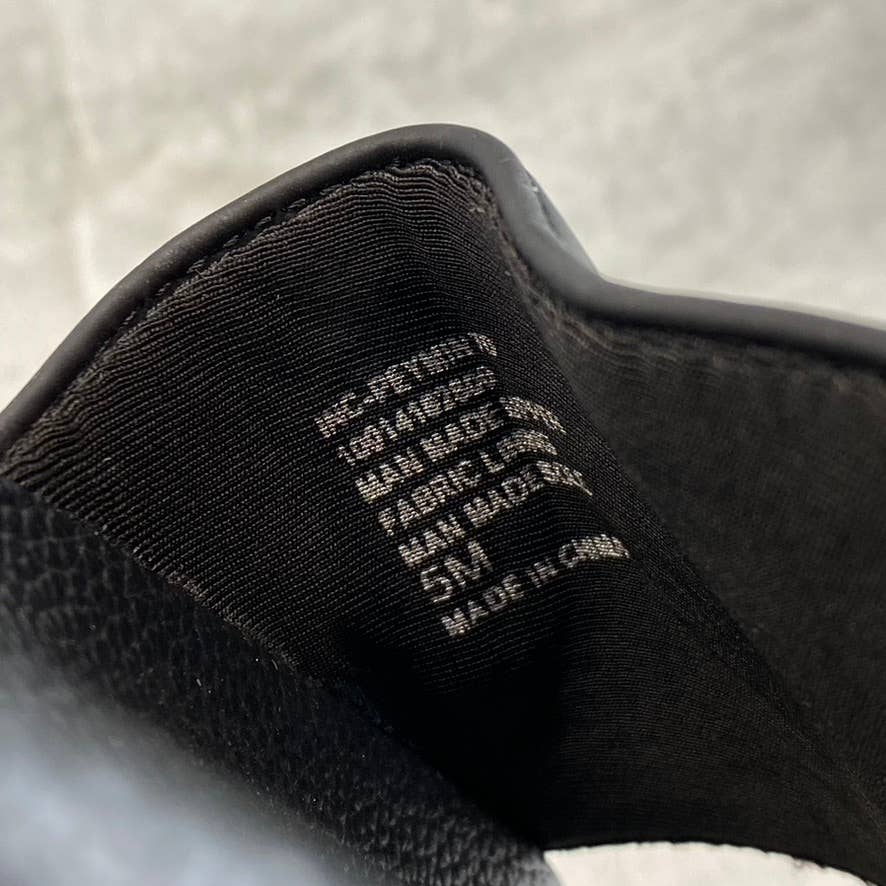 MAN MADE UPPER
FABRIC LINING
MAN MADE SOLE
5M
MADE IN CHINA